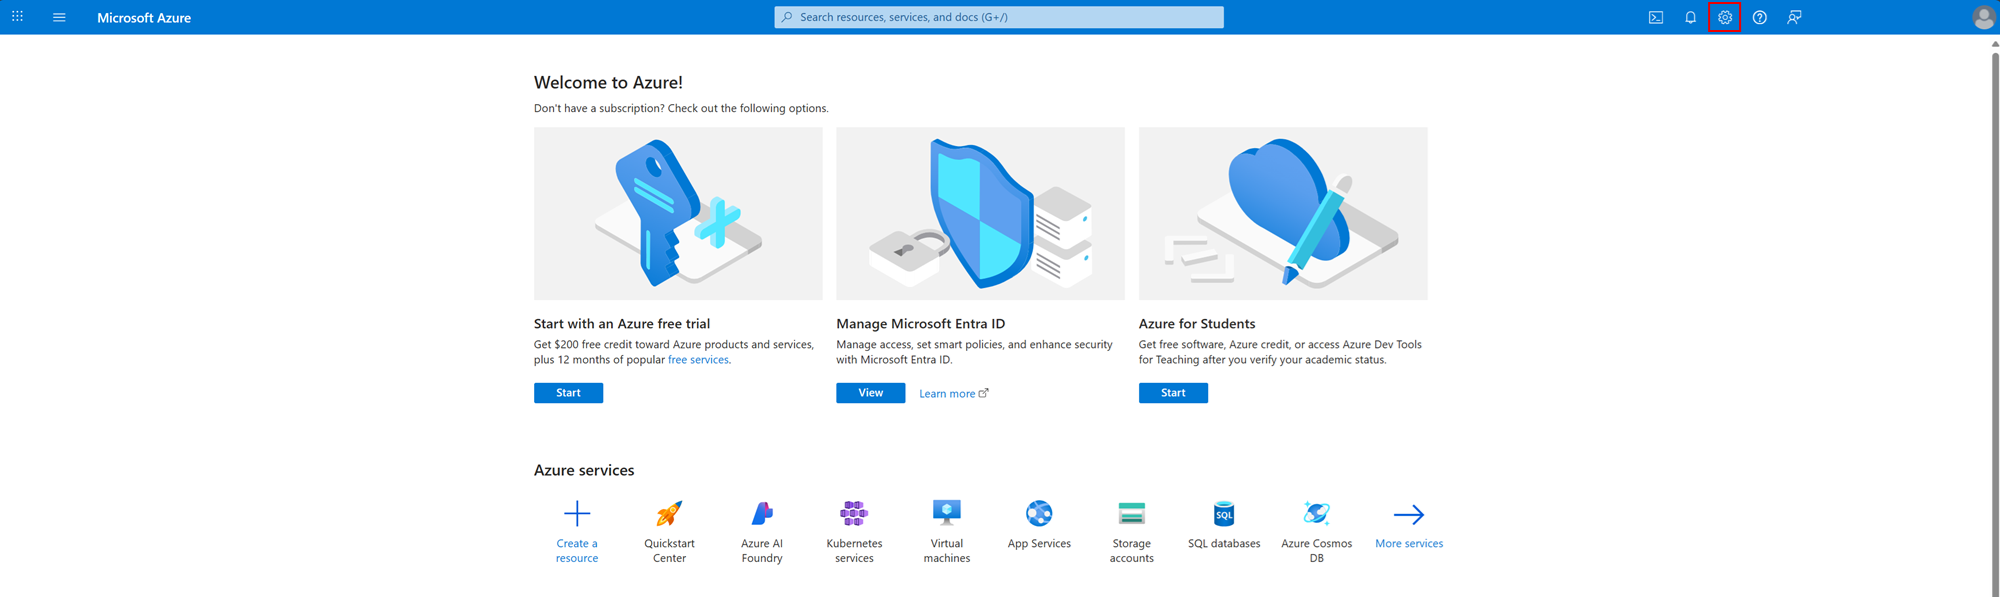 Microsoft Azure
Search resources, services, and docs (G+/)
Welcome to Azure!
Don't have a subscription? Check out the following options.
Start with an Azure free trial
Get $200 free credit toward Azure products and services,
plus 12 months of popular free services.
Start
Manage Microsoft Entra ID
Manage access, set smart policies, and enhance security
with Microsoft Entra ID.
View
Learn more
Azure for Students
Get free software, Azure credit, or access Azure Dev Tools
for Teaching after you verify your academic status.
Start
Azure services
Create a
resource
Quickstart
Center
Azure AI
Foundry
Kubernetes
services
Virtual
machines
App Services
Storage
accounts
SQL
SQL databases
Azure Cosmos
DB
More services